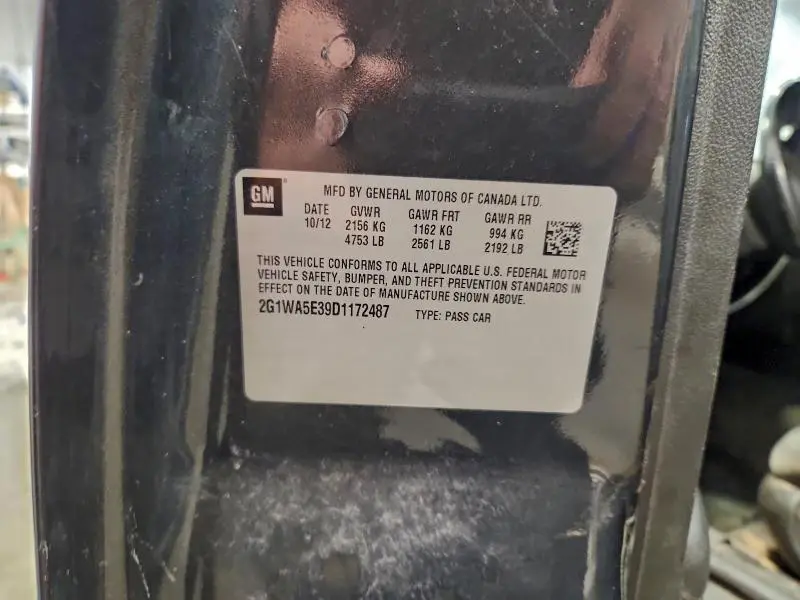 GM
MFD BY GENERAL MOTORS OF CANADA LTD.
DATE GVWR GAWR FRT GAWR RR
10/12 2156 KG 1162 KG 994 KG
4753 LB 2561 LB 2192 LB
THIS VEHICLE CONFORMS TO ALL APPLICABLE U.S. FEDERAL MOTOR
VEHICLE SAFETY, BUMPER, AND THEFT PREVENTION STANDARDS IN
EFFECT ON THE DATE OF MANUFACTURE SHOWN ABOVE.
2G1WA5E39D1172487 TYPE: PASS CAR